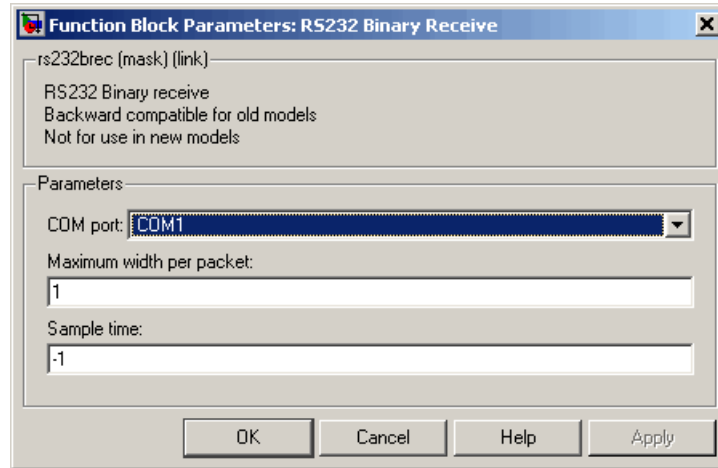 Function Block Parameters: RS232 Binary Receive
rs232brec (mask) (link)
RS232 Binary receive
Backward compatible for old models
Not for use in new models
Parameters
COM port: COM1
Maximum width per packet:
1
Sample time:
-1
OK Cancel Help Apply